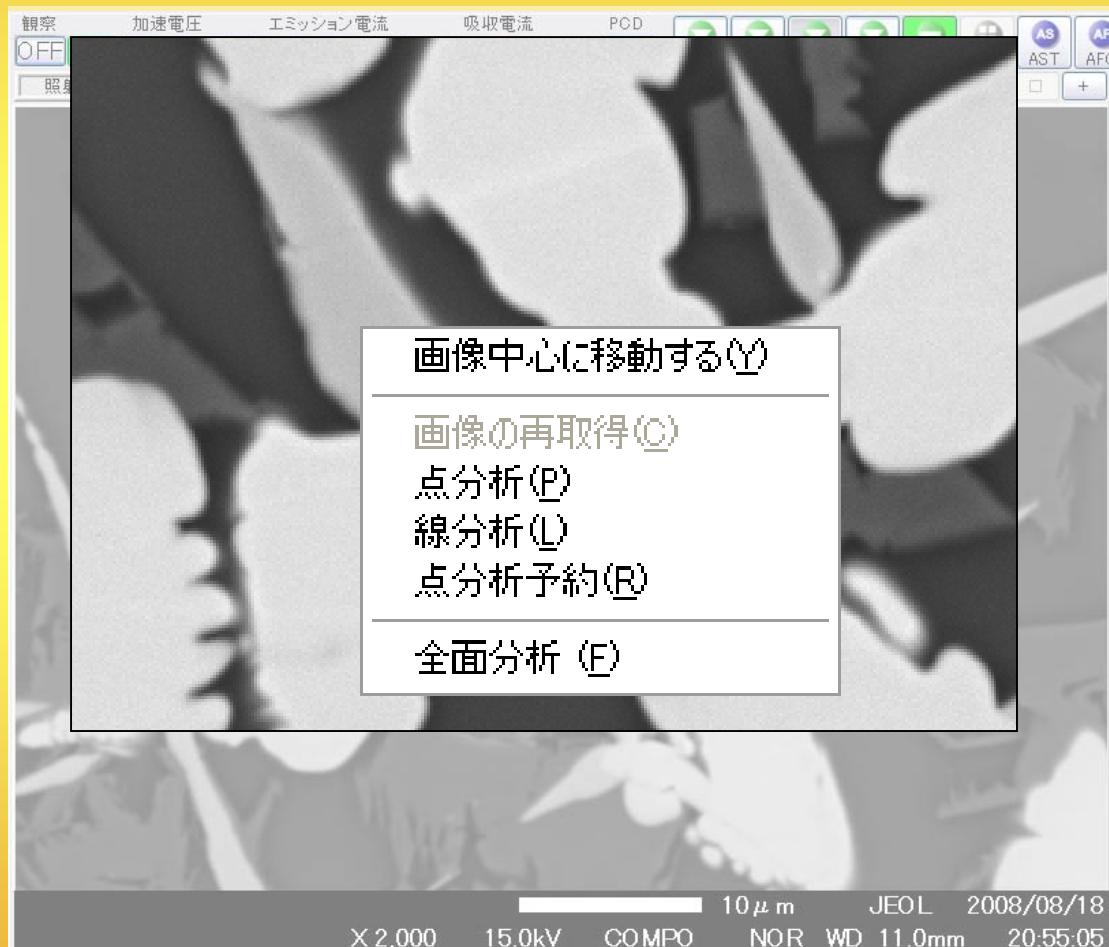 観察 加速電圧 エミッション電流 吸収電流 PCD
OFF
AS AST
照
+
画像中心に移動する(Y)
画像の再取得(C)
点分析(P)
線分析(L)
点分析予約(R)
全面分析 (F)
10μm JEOL 2008/08/18
X 2,000 15.0kV COMPO NOR WD 11.0mm 20:55:05